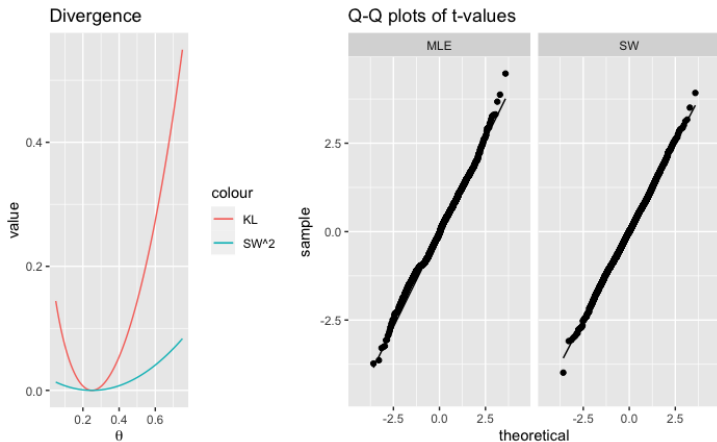 Divergence
value
0.4
0.2
0.0
0.2
0.4
0.6
θ
colour
KL
SW^2
Q-Q plots of t-values
MLE
SW
sample
2.5
0.0
-2.5
-2.5
0.0
2.5
-2.5
0.0
2.5
theoretical